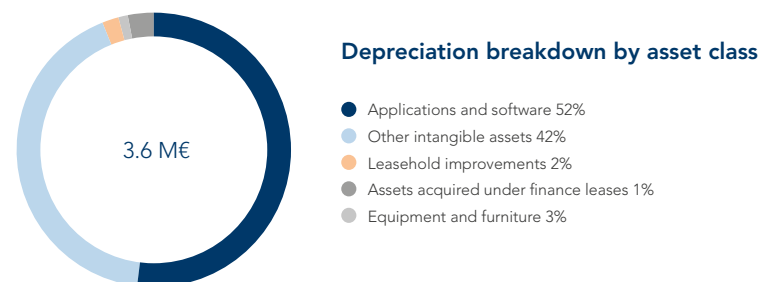 Depreciation breakdown by asset class
Applications and software 52%
Other intangible assets 42%
3.6 M€
Leasehold improvements 2%
Assets acquired under finance leases 1%
Equipment and furniture 3%